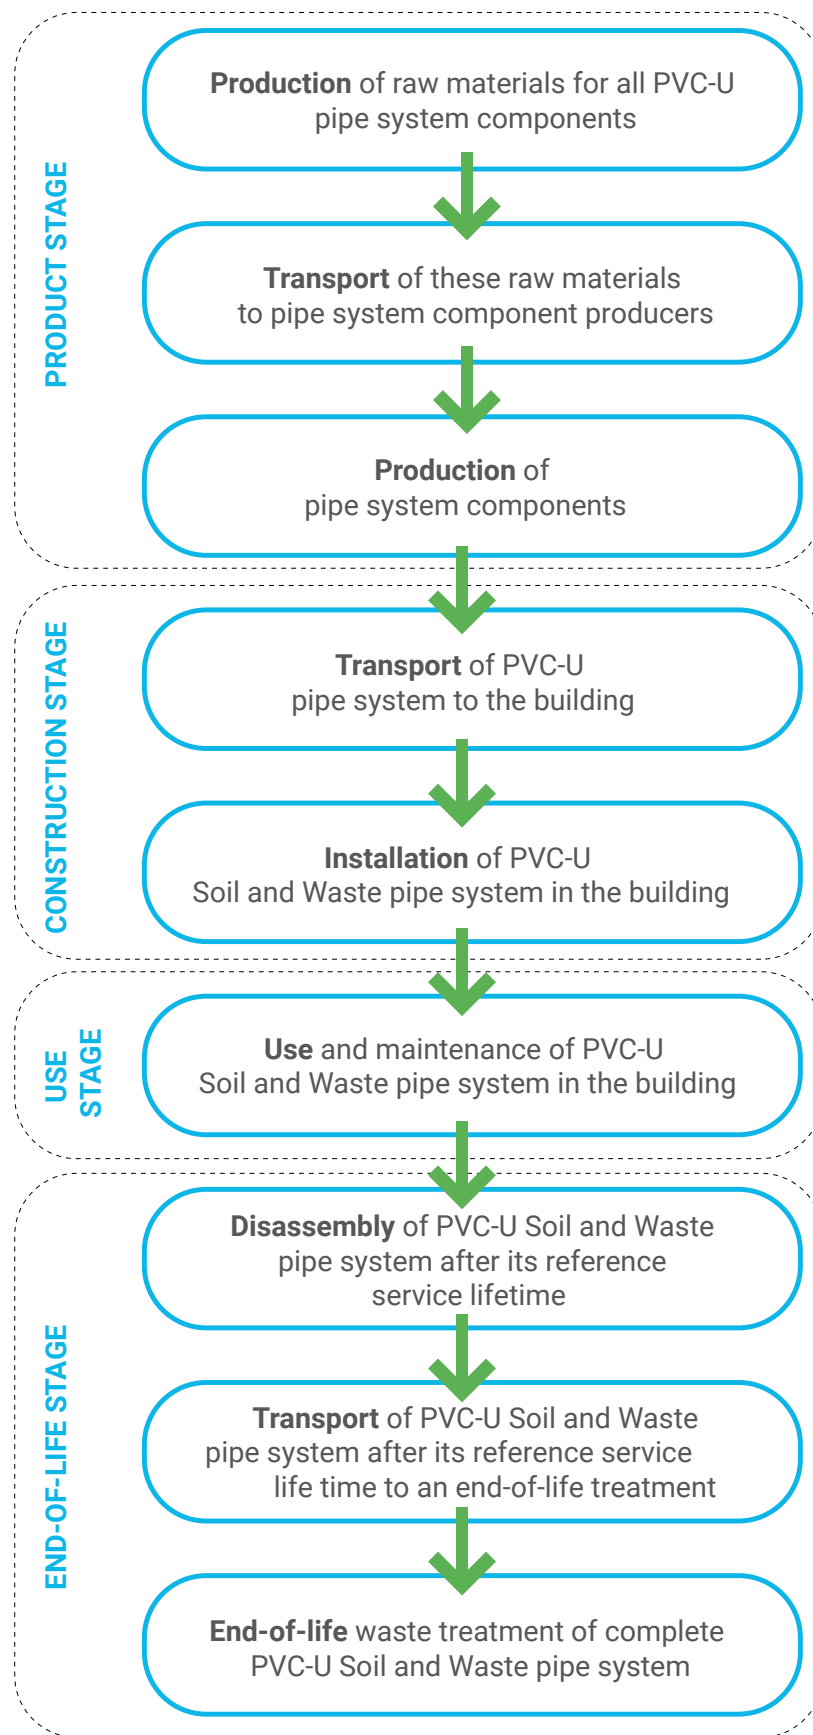 PRODUCT STAGE
Production of raw materials for all PVC-U
pipe system components
Transport of these raw materials
to pipe system component producers
Production of
pipe system components
CONSTRUCTION STAGE
Transport of PVC-U
pipe system to the building
Installation of PVC-U
Soil and Waste pipe system in the building
USE
STAGE
Use and maintenance of PVC-U
Soil and Waste pipe system in the building
END-OF-LIFE STAGE
Disassembly of PVC-U Soil and Waste
pipe system after its reference
service lifetime
Transport of PVC-U Soil and Waste
pipe system after its reference service
life time to an end-of-life treatment
End-of-life waste treatment of complete
PVC-U Soil and Waste pipe system